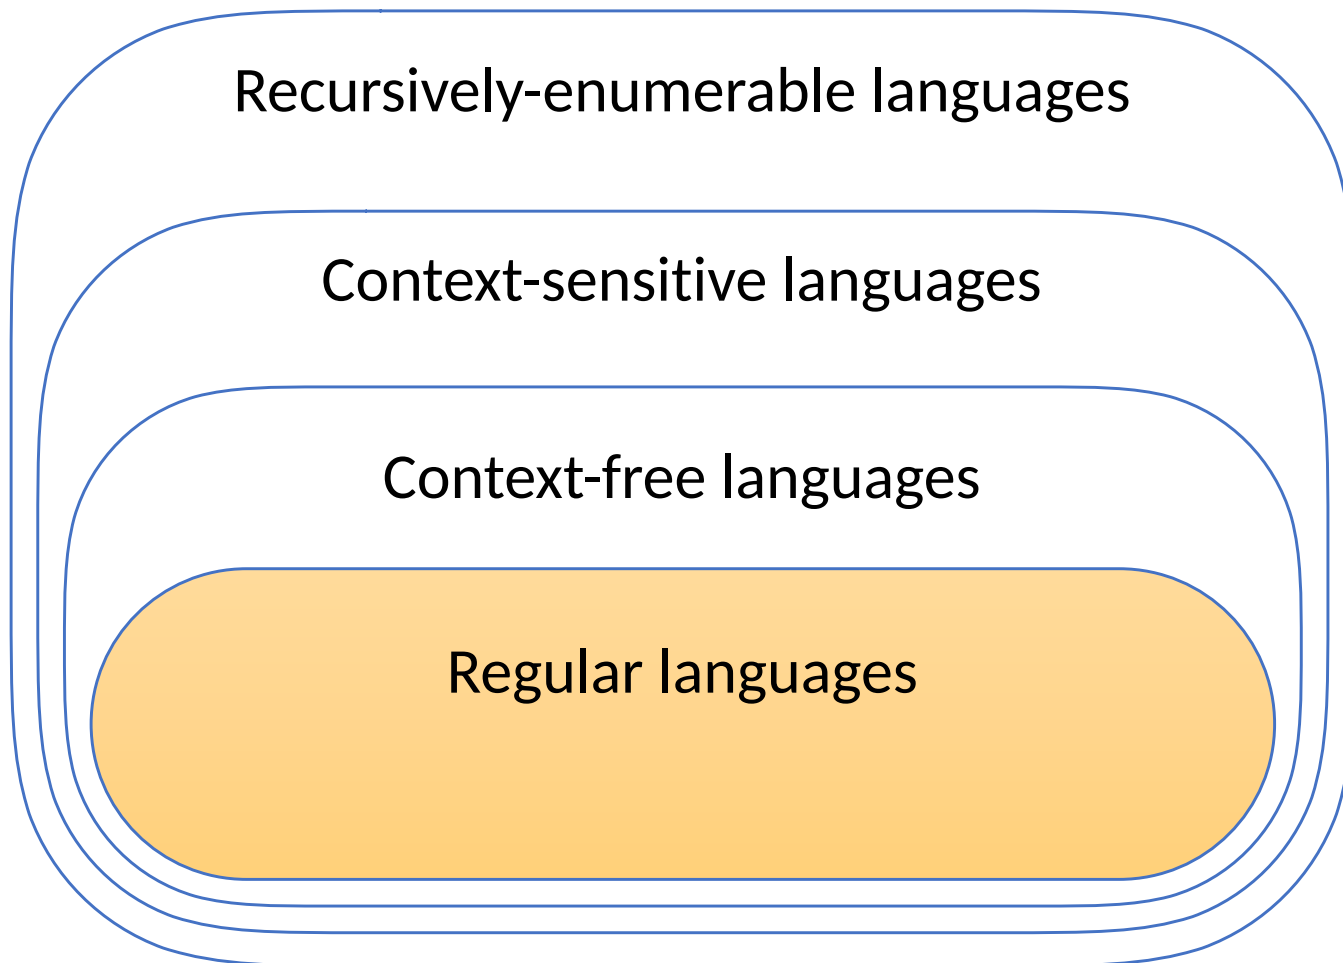 Recursively-enumerable languages
Context-sensitive languages
Context-free languages
Regular languages